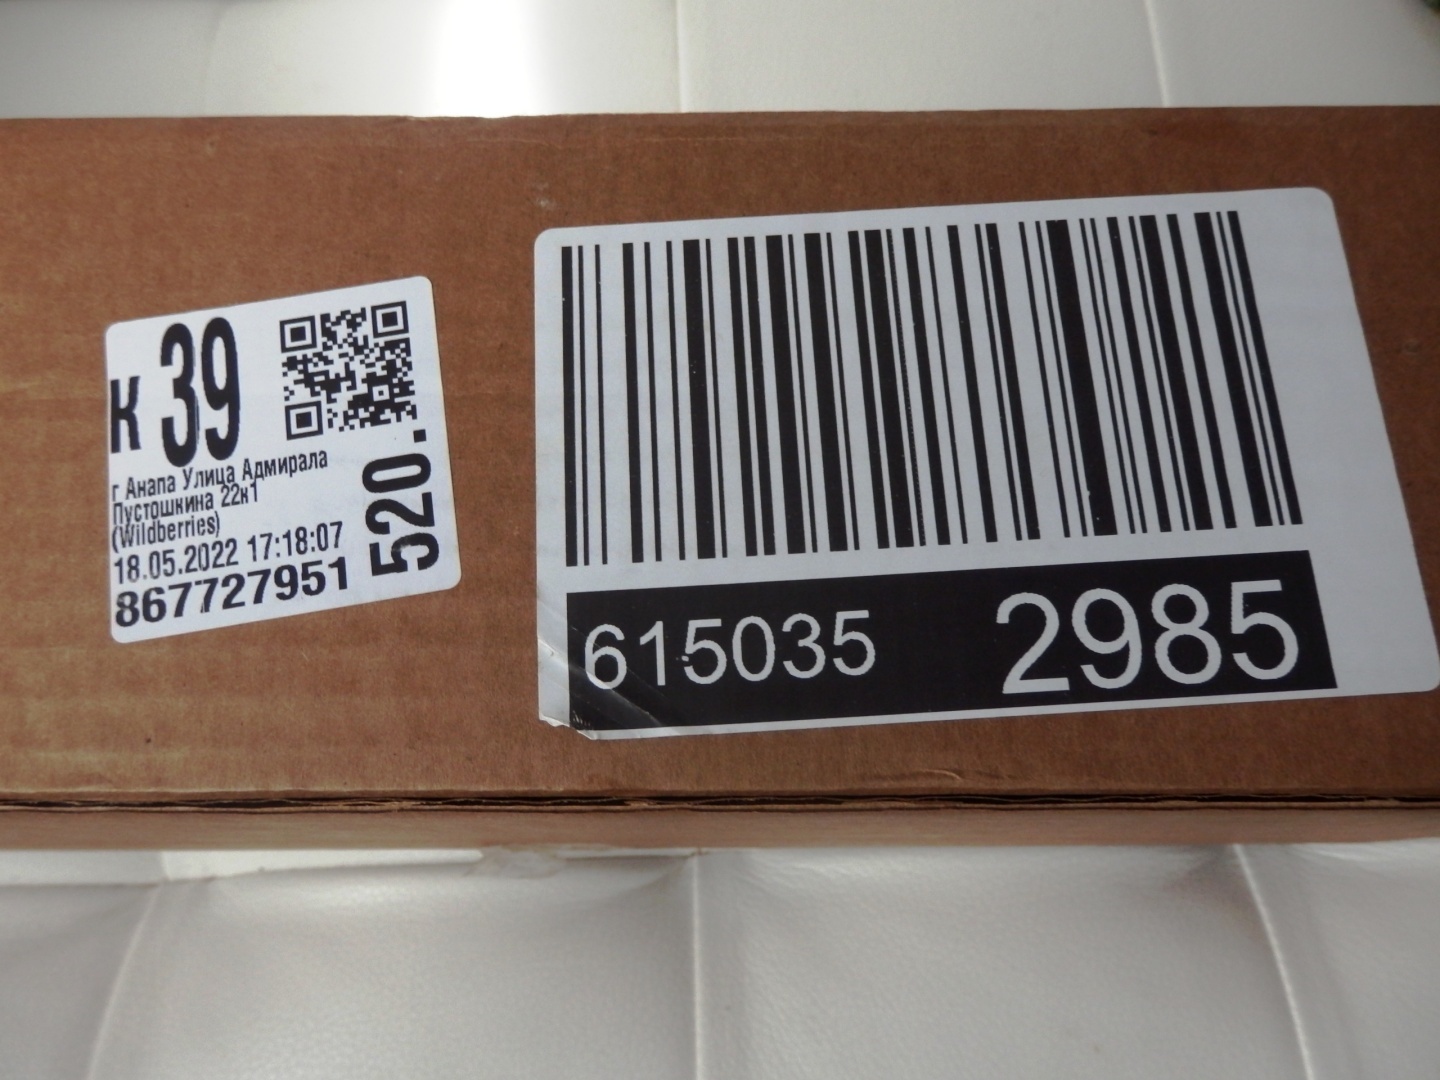 К 39
г Анапа Улица Адмирала
Пустошкина 22к1
(Wildberries)
18.05.2022 17:18:07
867727951
520.
615035 2985